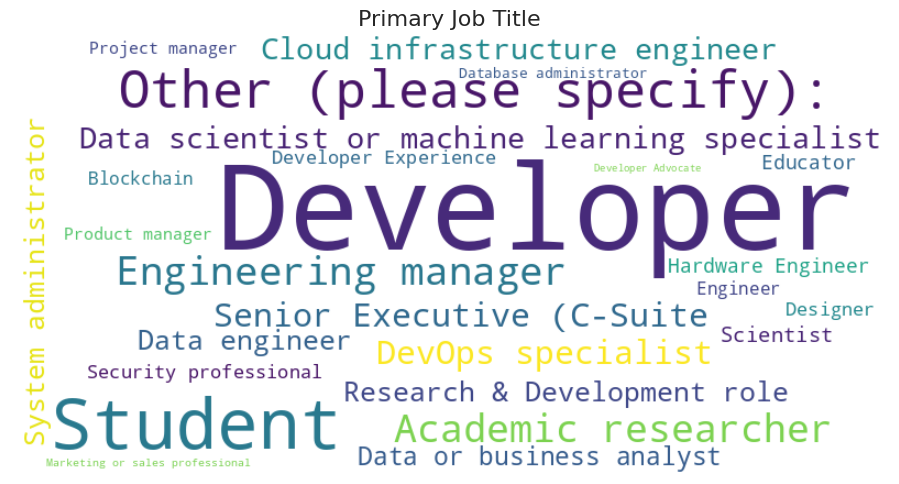 Primary Job Title
Project manager
Cloud infrastructure engineer
Database administrator
Other (please specify):
Data scientist or machine learning specialist
Developer Experience
Developer Advocate
Educator
Blockchain
Developer
Product manager
Engineering manager
Hardware Engineer
Engineer
Senior Executive (C-Suite
Designer
Data engineer
Scientist
DevOps specialist
Security professional
Research & Development role
System administrator
Student
Academic researcher
Data or business analyst
Marketing or sales professional